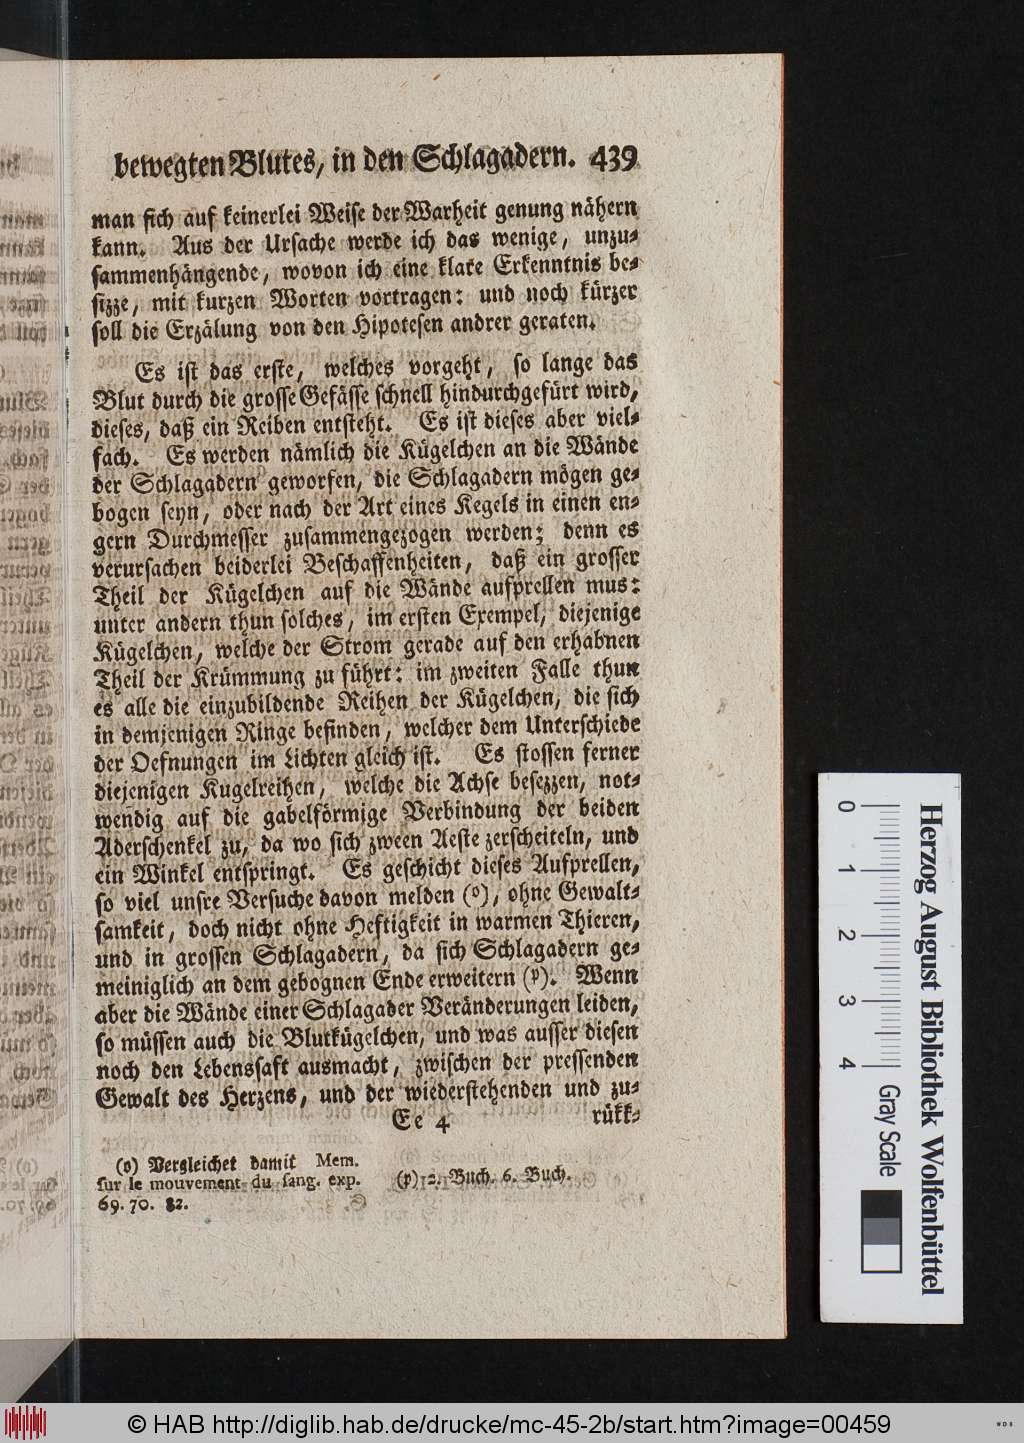 bewegten Blutes, in den Schlagadern. 439
man sich auf keinerlei Weise der Warheit genung nähern
kann. Aus der Ursache werde ich das wenige, unzu-
sammenhängende, wovon ich eine klare Erkenntnis be-
sizze, mit kurzen Worten vortragen: und noch kürzer
soll die Erzälung von den Hipotesen andrer geraten.
Es ist das erste, welches vorgeht, so lange das
Blut durch die grosse Gefässe schnell hindurchgefürt wird,
dieses, daß ein Reiben entsteht. Es ist dieses aber viel-
fach. Es werden nämlich die Kügelchen an die Wände
der Schlagadern geworfen, die Schlagadern mögen ge-
bogen seyn, oder nach der Art eines Kegels in einen en-
gern Durchmesser zusammengezogen werden; denn es
verursachen beiderlei Beschaffenheiten, daß ein grosser
Theil der Kügelchen auf die Wände aufprellen mus:
unter andern thun solches, im ersten Exempel, diejenige
Kügelchen, welche der Strom gerade auf den erhabnen
Theil der Krümmung zu führt: im zweiten Falle thun
es alle die einzubildende Reihen der Kügelchen, die sich
in demjenigen Ringe befinden, welcher dem Unterschiede
der Oefnungen im Lichten gleich ist. Es stossen ferner
diejenigen Kugelreihen, welche die Achse besezzen, not-
wendig auf die gabelförmige Verbindung der beiden
Aderschenkel zu, da wo sich zween Aeste zerscheiteln, und
ein Winkel entspringt. Es geschicht dieses Aufprellen,
so viel unsre Versuche davon melden (o), ohne Gewalt-
samkeit, doch nicht ohne Heftigkeit in warmen Thieren,
und in grossen Schlagadern, da sich Schlagadern ge-
meiniglich an dem gebognen Ende erweitern (p). Wenn
aber die Wände einer Schlagader Veränderungen leiden,
so müssen auch die Blutkügelchen, und was ausser diesen
noch den Lebenssaft ausmacht, zwischen der pressenden
Gewalt des Herzens, und der wiederstehenden und zu-
Ee 4 rükk-
(o) Vergleichet damit Mem.
sur le mouvement du sang. exp.
69. 70. 82.
(p) 2. Buch. 6. Buch.
0 1 2 3 4
Gray Scale
Herzog August Bibliothek Wolfenbüttel
© HAB http://diglib.hab.de/drucke/mc-45-2b/start.htm?image=00459